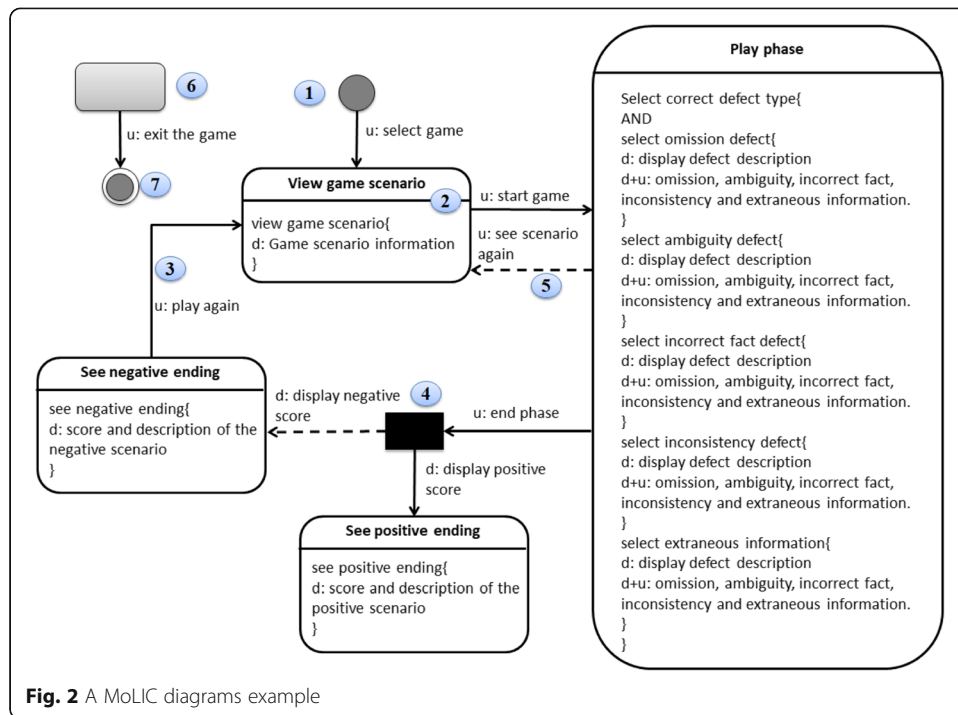 6
u: exit the game
7
1
u: select game
View game scenario
2
view game scenario{
d: Game scenario information
}
u: start game
u: see scenario
again
5
3
u: play again
See negative ending
see negative ending{
d: score and description of the
negative scenario
}
d: display negative
score
4
u: end phase
d: display positive
score
See positive ending
see positive ending{
d: score and description of the
positive scenario
}
Play phase
Select correct defect type{
AND
select omission defect{
d: display defect description
d+u: omission, ambiguity, incorrect fact,
inconsistency and extraneous information.
}
select ambiguity defect{
d: display defect description
d+u: omission, ambiguity, incorrect fact,
inconsistency and extraneous information.
}
select incorrect fact defect{
d: display defect description
d+u: omission, ambiguity, incorrect fact,
inconsistency and extraneous information.
}
select inconsistency defect{
d: display defect description
d+u: omission, ambiguity, incorrect fact,
inconsistency and extraneous information.
}
select extraneous information{
d: display defect description
d+u: omission, ambiguity, incorrect fact,
inconsistency and extraneous information.
}
}
Fig. 2 A MoLIC diagrams example